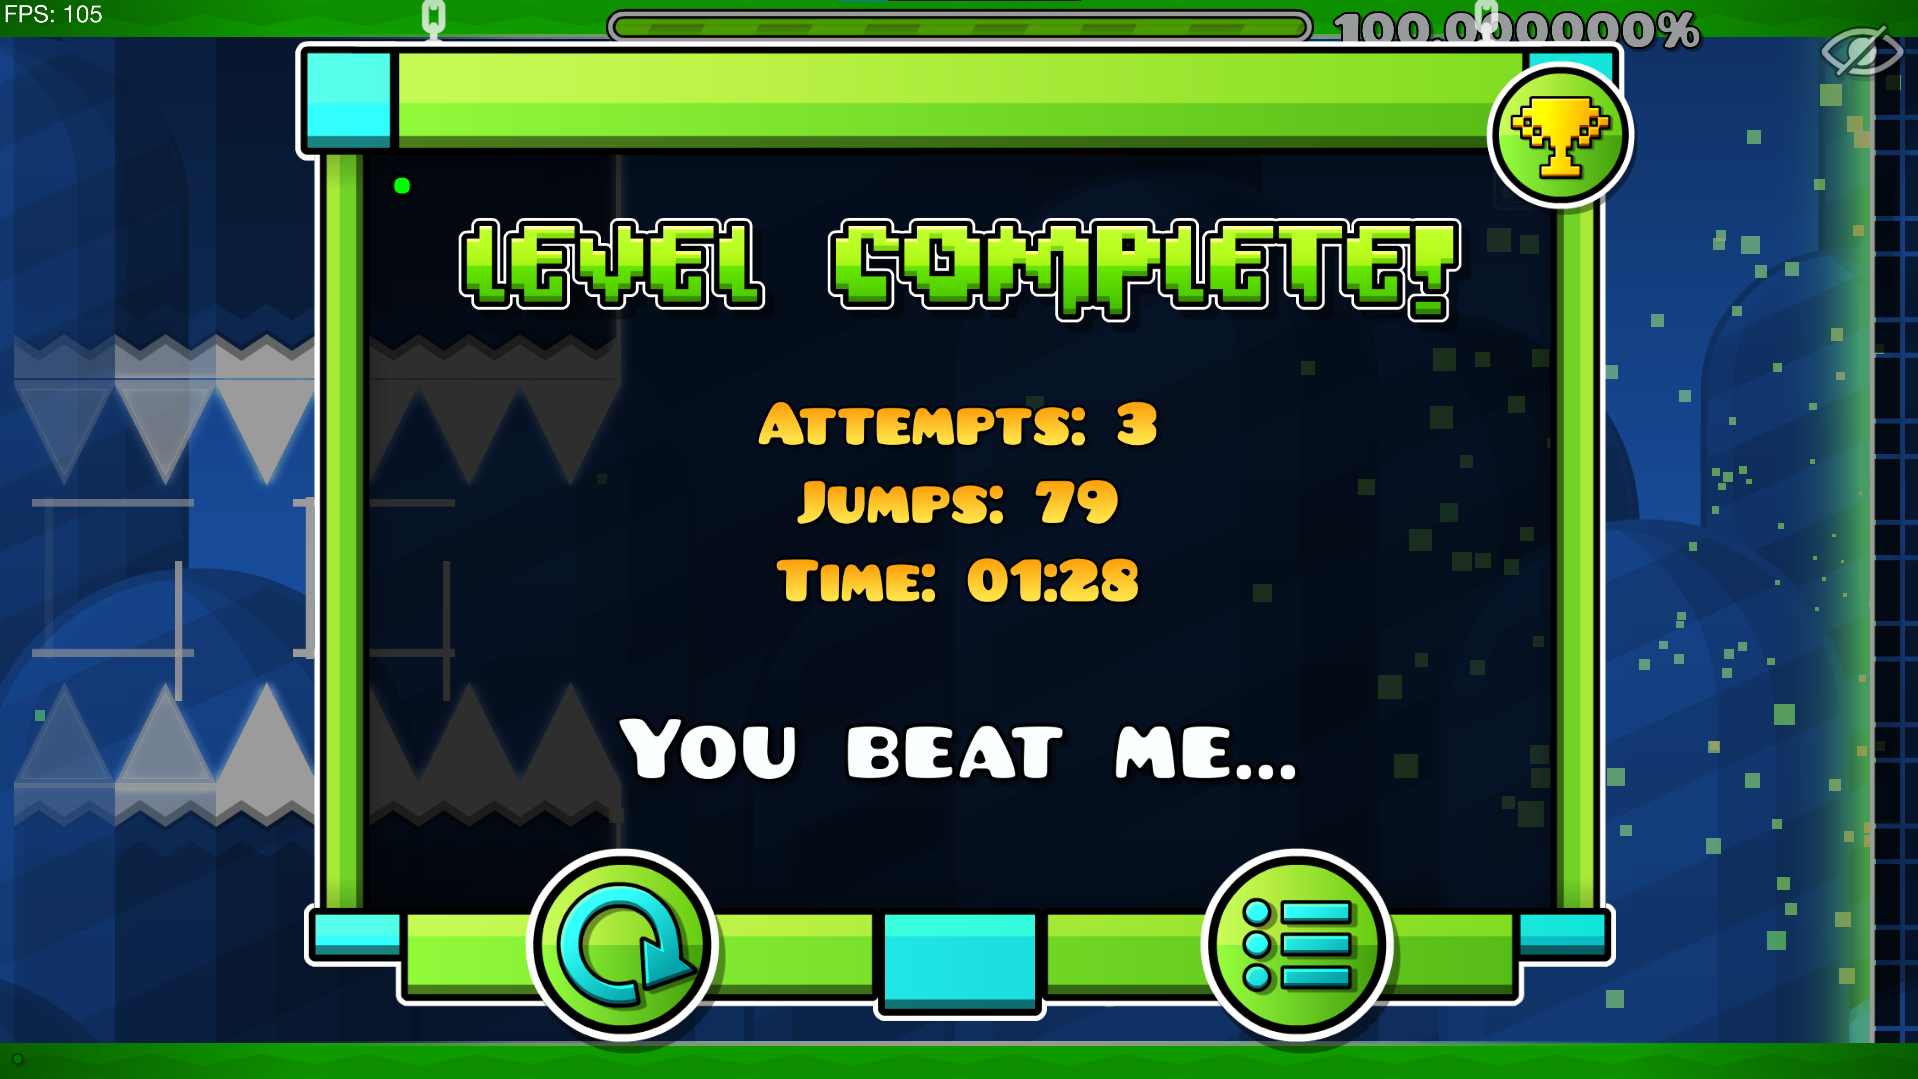 FPS: 105
100.000000%
LEVEL COMPLETE!
ATTEMPTS: 3
JUMPS: 79
TIME: 01:28
YOU BEAT ME...